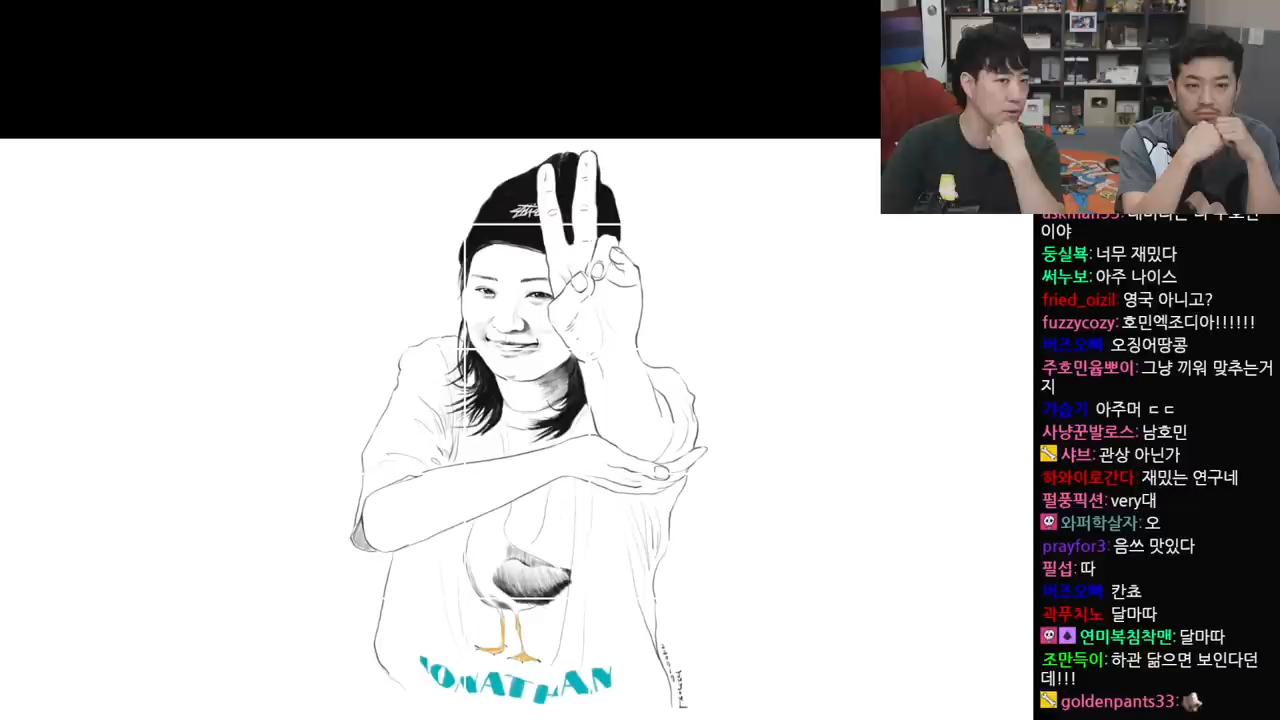 JONATHAN
이야
둥실뵥: 너무 재밌다
써누보: 아주 나이스
fried_oizil: 영국 아니고?
fuzzycozy: 호민엑조디아!!!!!!
버즈오빠 오징어땅콩
주호민윱뽀이: 그냥 끼워 맞추는거
지
가습기 아주머 ㄷㄷ
사냥꾼발로스: 남호민
샤브: 관상 아닌가
하와이로간다: 재밌는 연구네
펄풍픽션: very대
와퍼학살자: 오
prayfor3: 음쓰 맛있다
필섭: 따
버즈오빠 칸쵸
곽푸치노 달마따
연미복침착맨: 달마따
조만득이: 하관 닮으면 보인다던
데!!!
goldenpants33: